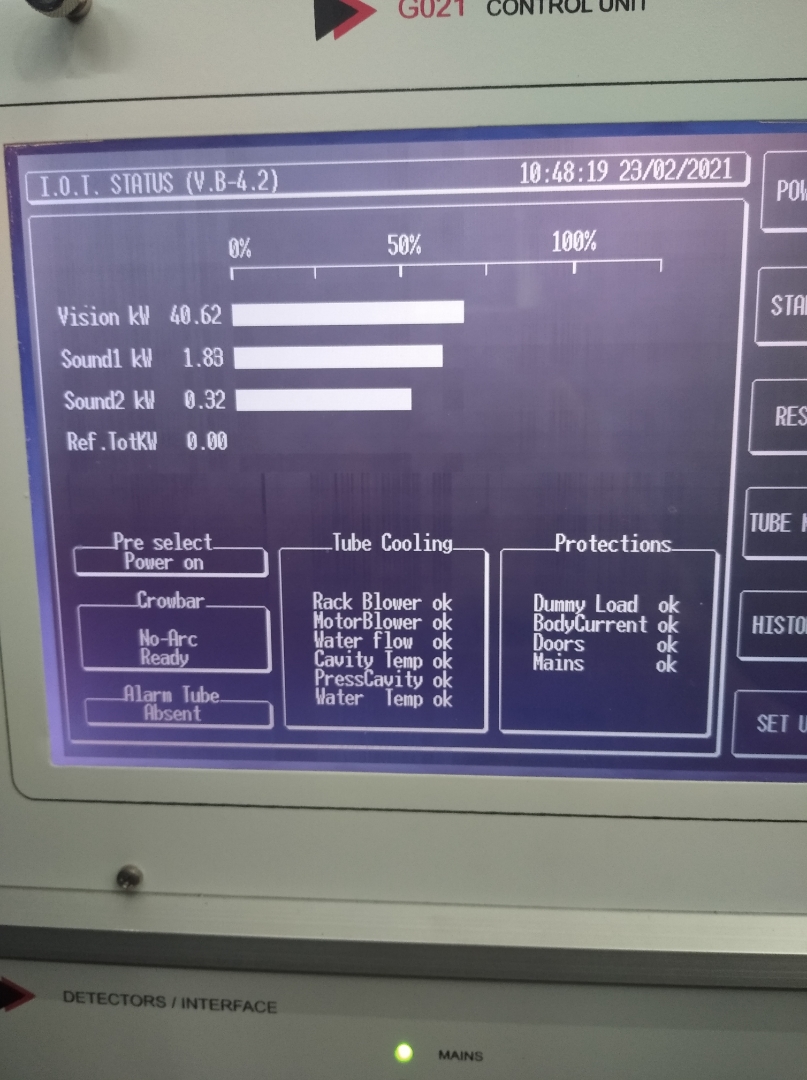 G021 CONTROL UNIT
I.O.T. STATUS (V.B-4.2) 10:48:19 23/02/2021
0% 50% 100%
Vision kW 40.62
Sound1 kW 1.83
Sound2 kW 0.32
Ref.TotKW 0.00
Pre select
Power on
Crowbar
No-Arc
Ready
Alarm Tube
Absent
Tube Cooling
Rack Blower ok
MotorBlower ok
Water flow ok
Cavity Temp ok
PressCavity ok
Water Temp ok
Protections
Dummy Load ok
BodyCurrent ok
Doors ok
Mains ok
POW
STA
RES
TUBE
HISTO
SET U
DETECTORS / INTERFACE
MAINS